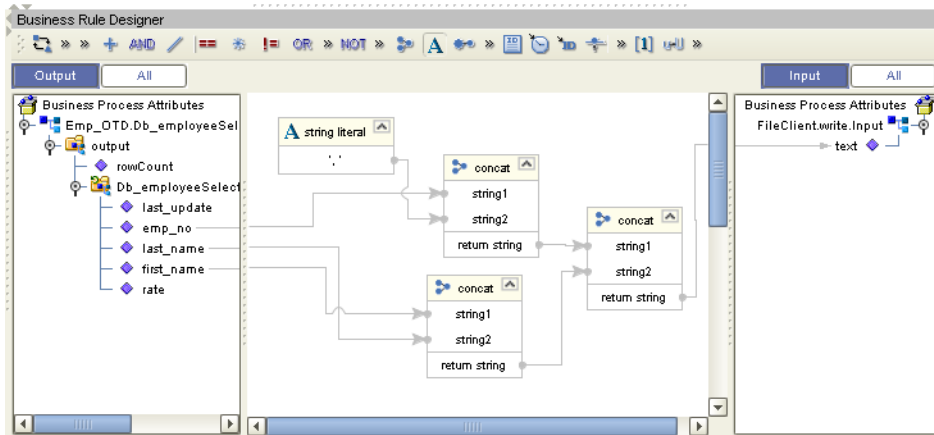 Business Rule Designer
» » AND == != OR » NOT » A » » [1] »
Output All Input All
Business Process Attributes
Emp_OTD.Db_employeeSel
output
rowCount
Db_employeeSelect
last_update
emp_no
last_name
first_name
rate
A string literal
','
concat
string1
string2
return string
concat
string1
string2
return string
concat
string1
string2
return string
Business Process Attributes
FileClient.write.Input
text